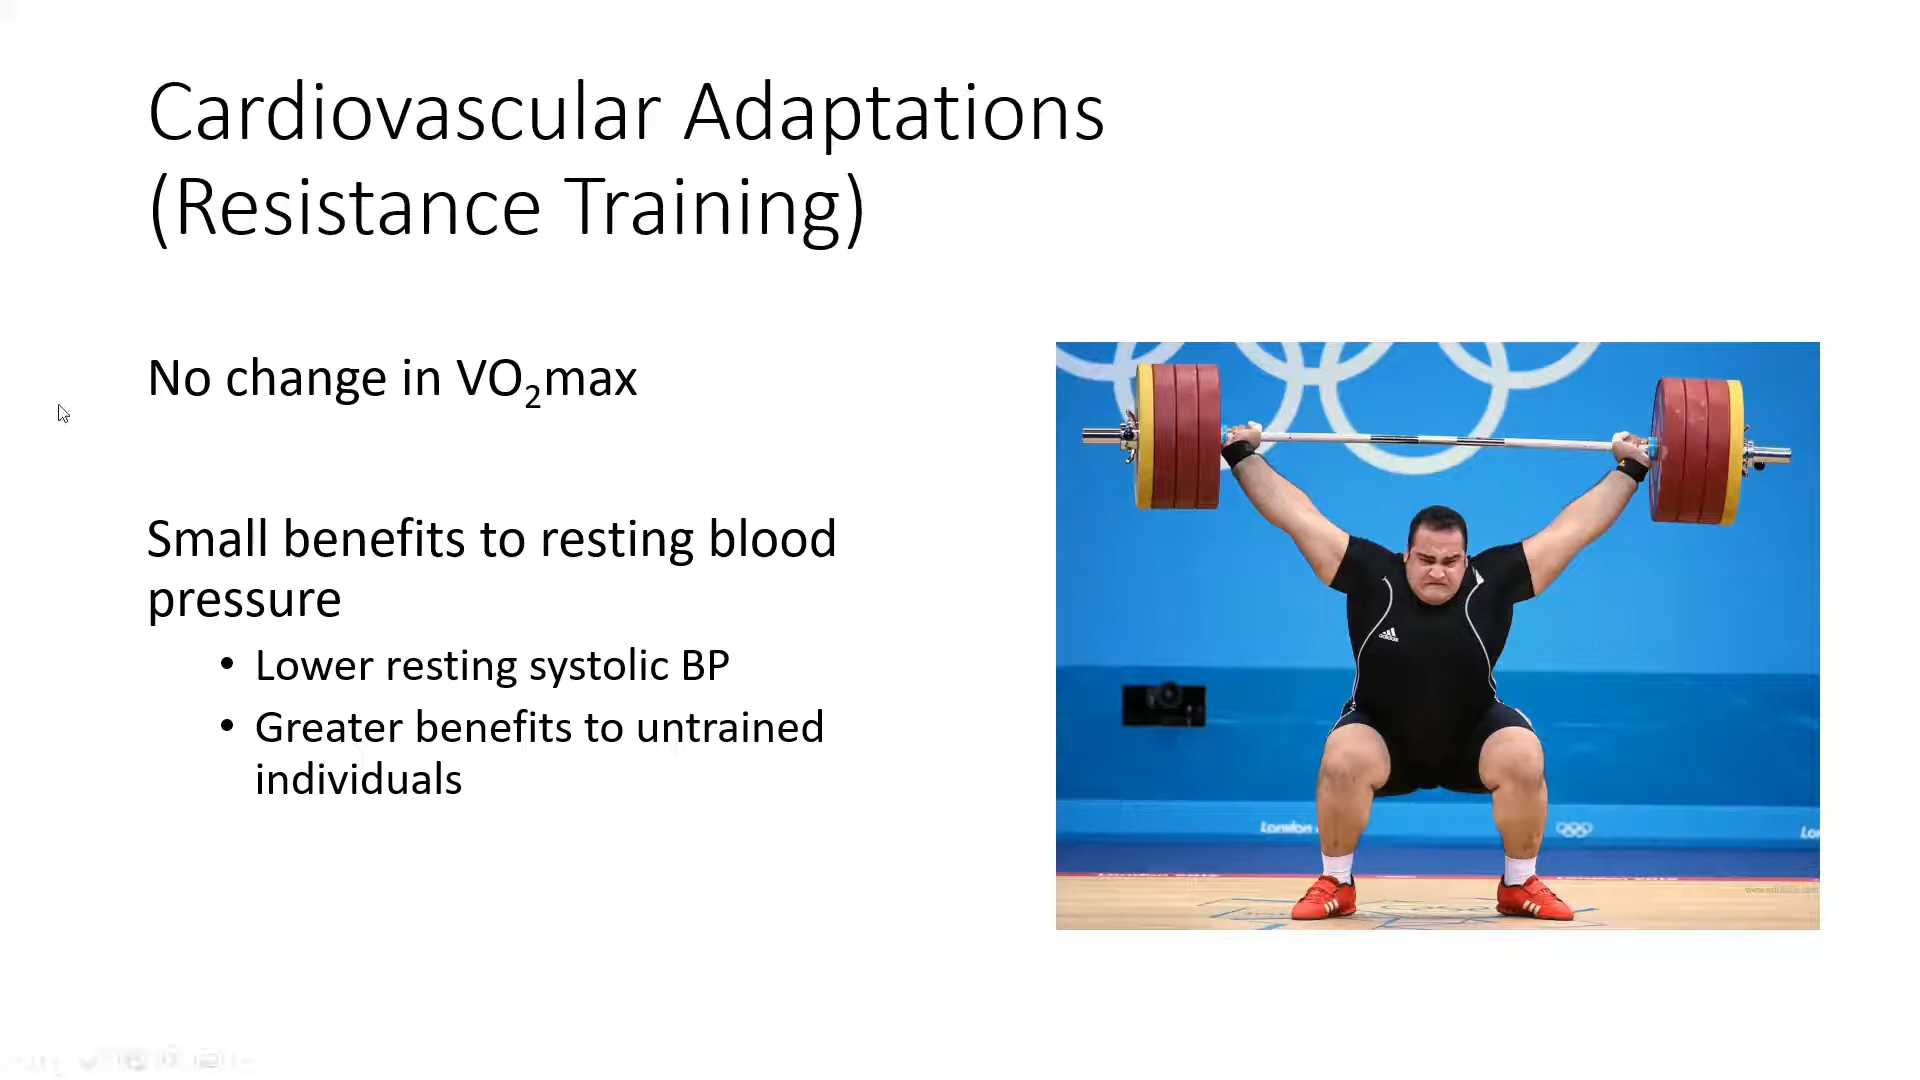 Cardiovascular Adaptations
(Resistance Training)
No change in VO₂max
Small benefits to resting blood
pressure
• Lower resting systolic BP
• Greater benefits to untrained
individuals
adidas
London